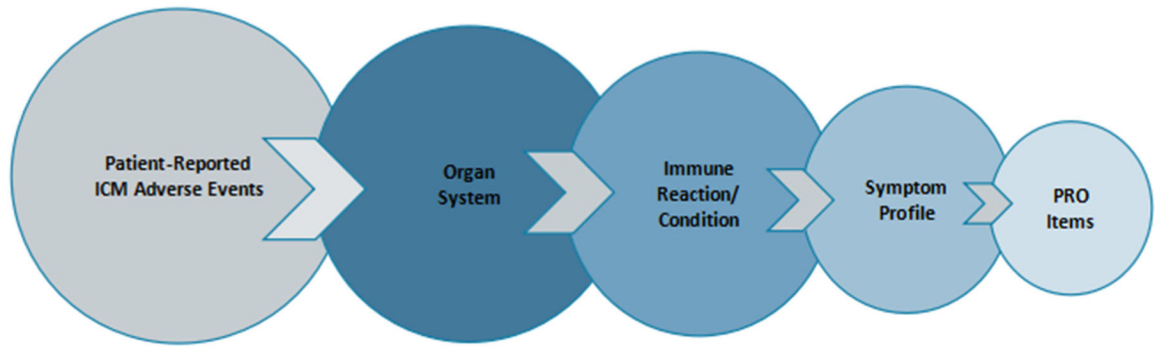 Patient-Reported
ICM Adverse Events
Organ
System
Immune
Reaction/
Condition
Symptom
Profile
PRO
Items